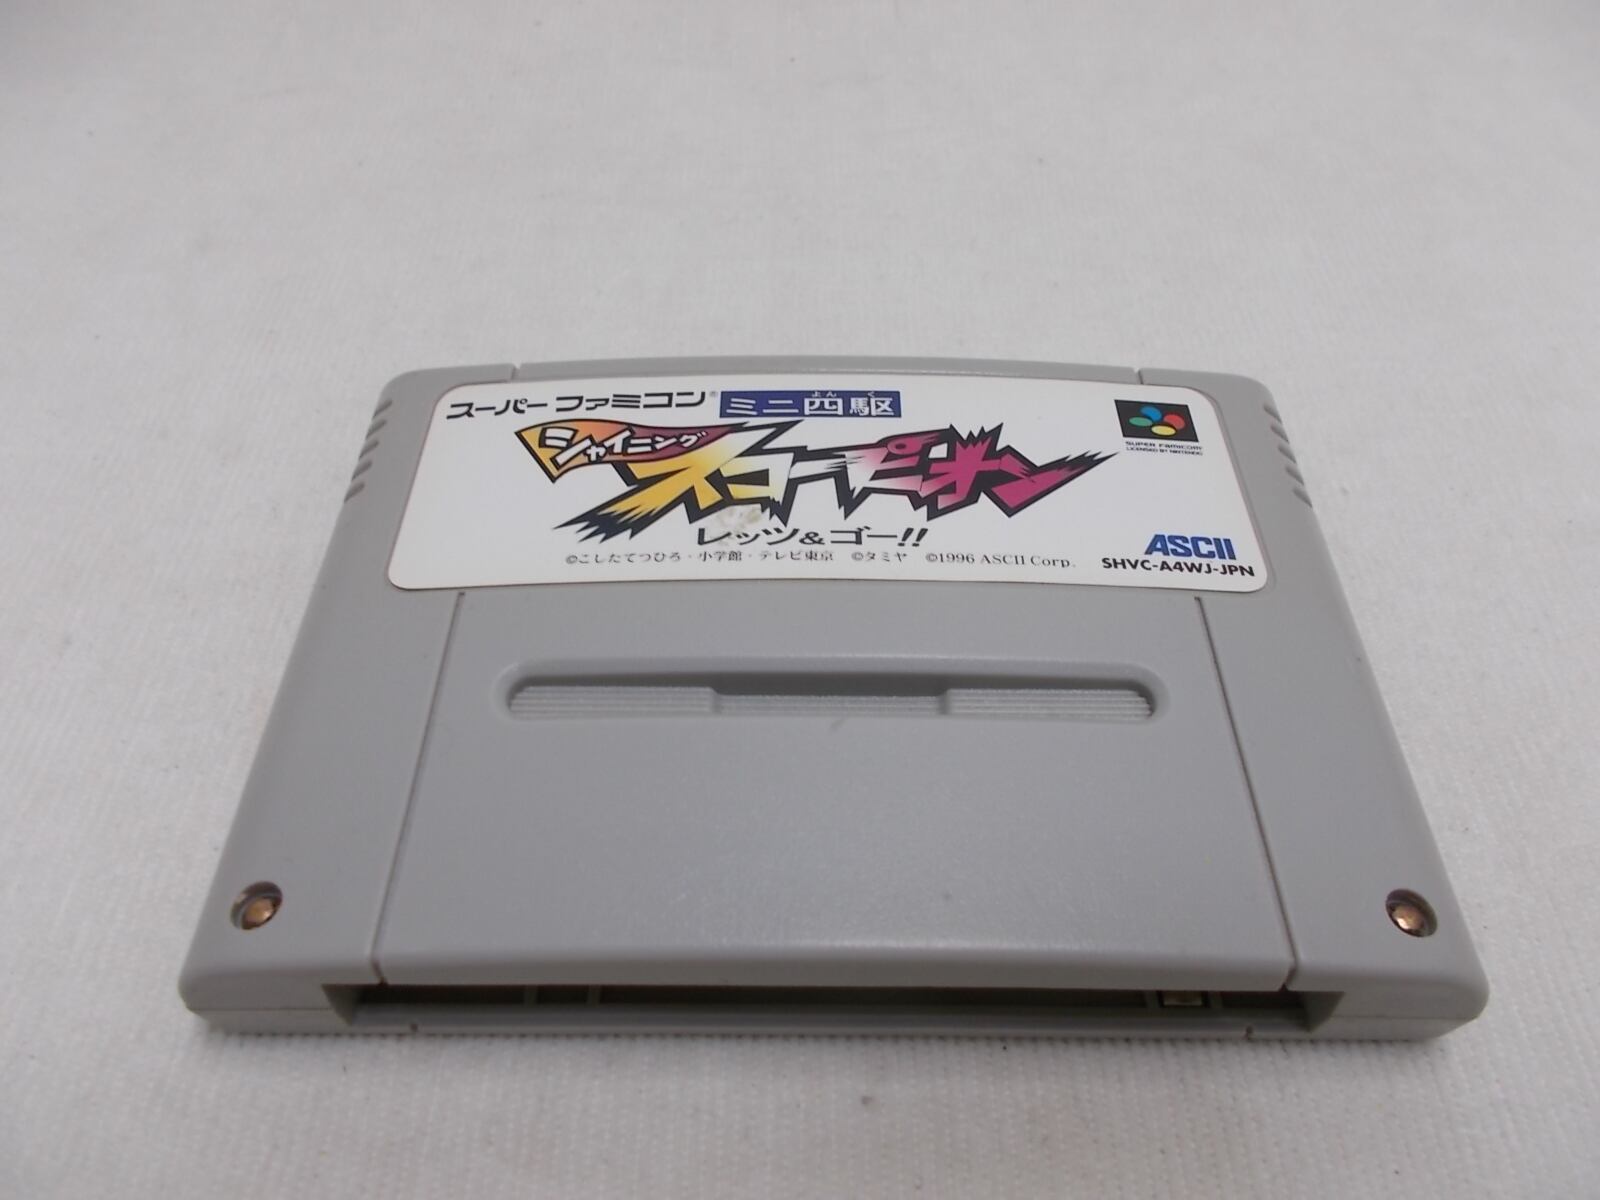 スーパーファミコン® ミニ四駆
よんく
シャイニング
スコーピオン
レッツ&ゴー!!
©こしたてつひろ・小学館・テレビ東京 ©タミヤ ©1996 ASCII Corp.
SUPER FAMICOM
LICENSED BY NINTENDO
ASCII
SHVC-A4WJ-JPN